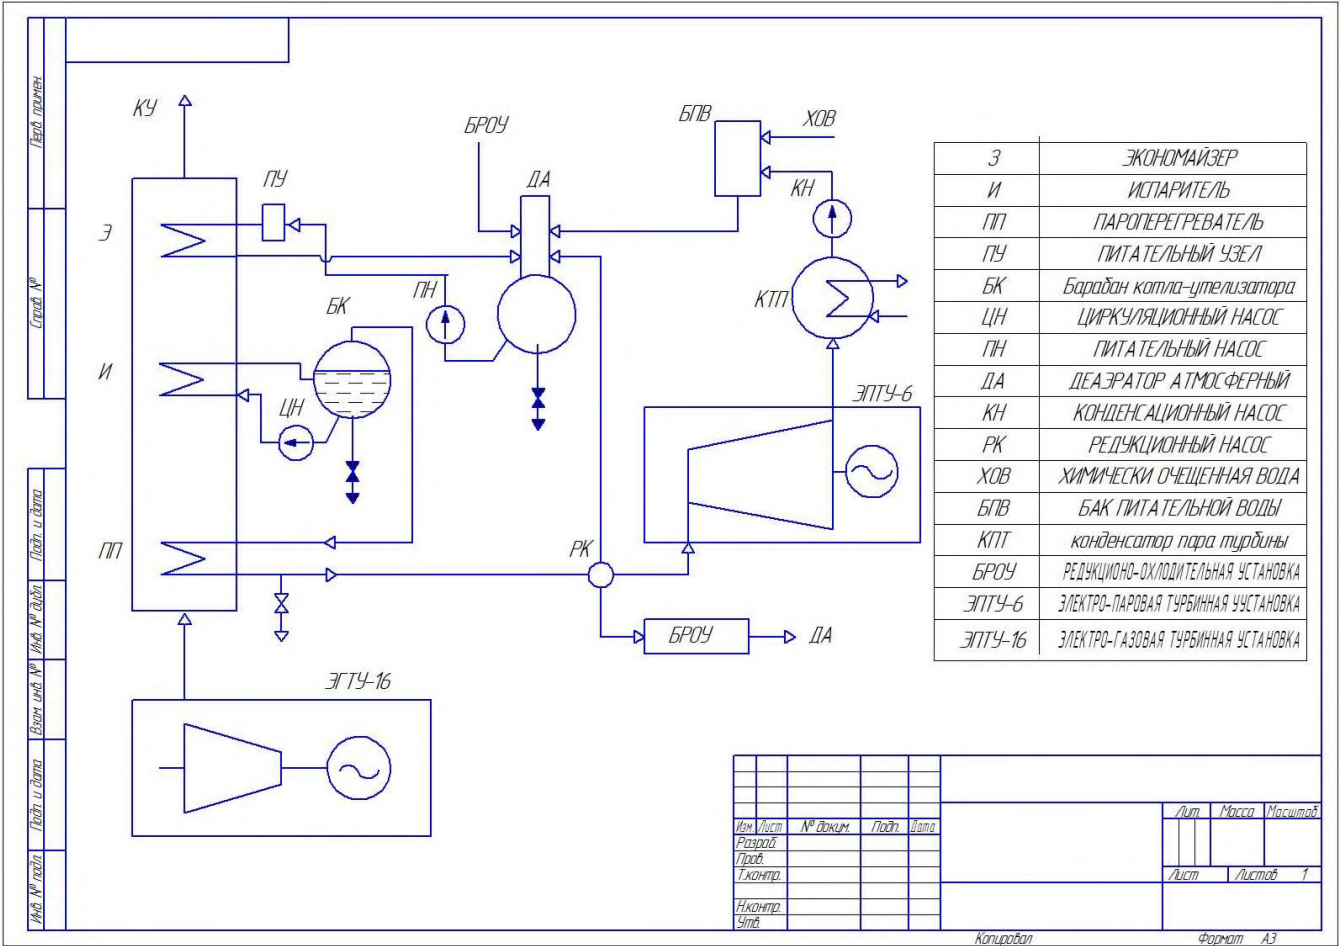 Перв. примен.
Справ. №
Подп. и дата
Инв. № дубл.
Взам. инв. №
Подп. и дата
Инв. № подл.
КУ
ПУ
Э
И
ПП
БК
ЦН
ПН
БРОУ
ДА
БПВ
ХОВ
КН
КТП
ЭПТУ-6
РК
БРОУ
ДА
ЭГТУ-16
Э ЭКОНОМАЙЗЕР
И ИСПАРИТЕЛЬ
ПП ПАРОПЕРЕГРЕВАТЕЛЬ
ПУ ПИТАТЕЛЬНЫЙ УЗЕЛ
БК Барабан котла-утелизатора
ЦН ЦИРКУЛЯЦИОННЫЙ НАСОС
ПН ПИТАТЕЛЬНЫЙ НАСОС
ДА ДЕАЭРАТОР АТМОСФЕРНЫЙ
КН КОНДЕНСАЦИОННЫЙ НАСОС
РК РЕДУКЦИОННЫЙ НАСОС
ХОВ ХИМИЧЕСКИ ОЧЕЩЕННАЯ ВОДА
БПВ БАК ПИТАТЕЛЬНОЙ ВОДЫ
КПТ конденсатор пара турбины
БРОУ РЕДУКЦИОНО-ОХЛОДИТЕЛЬНАЯ УСТАНОВКА
ЭПТУ-6 ЭЛЕКТРО-ПАРОВАЯ ТУРБИННАЯ УУСТАНОВКА
ЭПТУ-16 ЭЛЕКТРО-ГАЗОВАЯ ТУРБИННАЯ УСТАНОВКА
Изм. Лист № докум. Подп. Дата
Разраб.
Пров.
Т.контр.
Н.контр.
Утв.
Лит. Масса Масштаб
Лист Листов 1
Копировал Формат А3